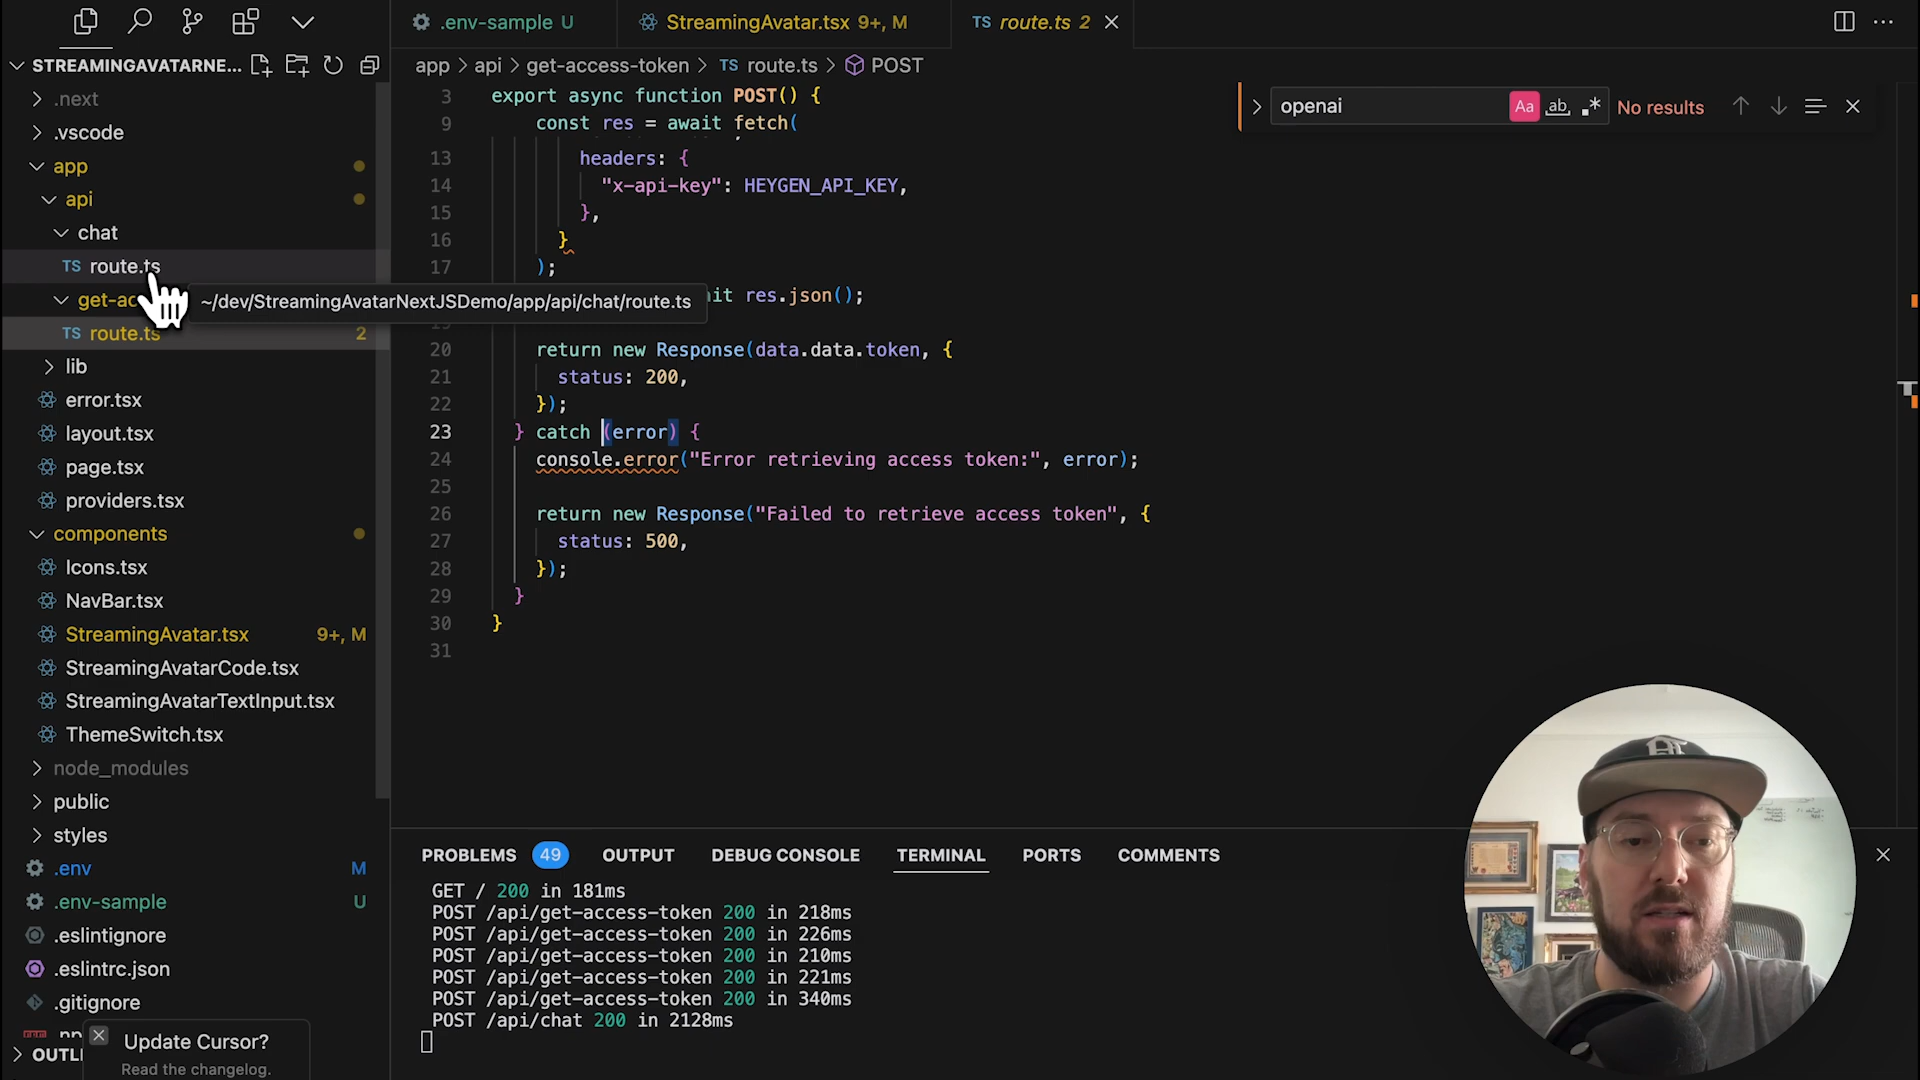 .env-sample U
StreamingAvatar.tsx 9+, M
TS route.ts 2
STREAMINGAVATARNE...
app > api > get-access-token > TS route.ts > POST
.next
.vscode
app
api
chat
TS route.ts
get-ac
TS route.ts 2
~/dev/StreamingAvatarNextJSDemo/app/api/chat/route.ts
lib
error.tsx
layout.tsx
page.tsx
providers.tsx
components
Icons.tsx
NavBar.tsx
StreamingAvatar.tsx 9+, M
StreamingAvatarCode.tsx
StreamingAvatarTextInput.tsx
ThemeSwitch.tsx
node_modules
public
styles
.env M
.env-sample U
.eslintignore
.eslintrc.json
.gitignore
OUTLI
Update Cursor?
Read the changelog.
openai Aa ab .* No results
3 export async function POST() {
9 const res = await fetch(
13 headers: {
14 "x-api-key": HEYGEN_API_KEY,
15 },
16 }
17 );
it res.json();
20 return new Response(data.data.token, {
21 status: 200,
22 });
23 } catch (error) {
24 console.error("Error retrieving access token:", error);
25
26 return new Response("Failed to retrieve access token", {
27 status: 500,
28 });
29 }
30 }
31
PROBLEMS 49 OUTPUT DEBUG CONSOLE TERMINAL PORTS COMMENTS
GET / 200 in 181ms
POST /api/get-access-token 200 in 218ms
POST /api/get-access-token 200 in 226ms
POST /api/get-access-token 200 in 210ms
POST /api/get-access-token 200 in 221ms
POST /api/get-access-token 200 in 340ms
POST /api/chat 200 in 2128ms